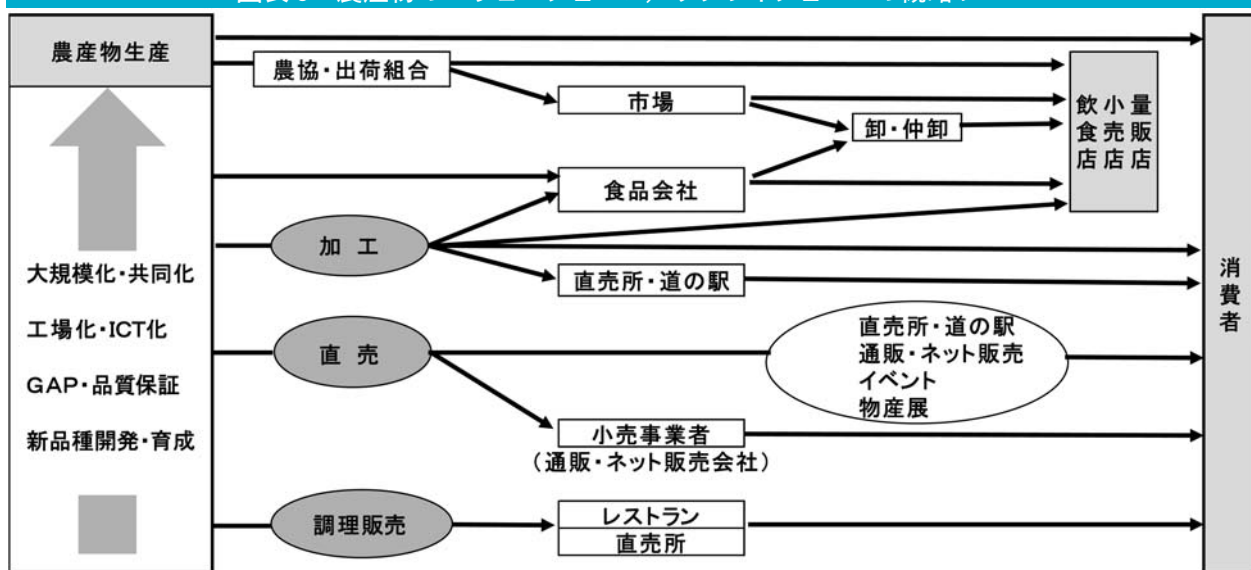 農産物生産
農協・出荷組合
市場
卸・仲卸
飲食店
小売店
量販店
食品会社
加 工
大規模化・共同化
直売所・道の駅
消費者
工場化・ICT化
直 売
直売所・道の駅
通販・ネット販売
イベント
物産展
GAP・品質保証
新品種開発・育成
小売事業者
(通販・ネット販売会社)
調理販売
レストラン
直売所